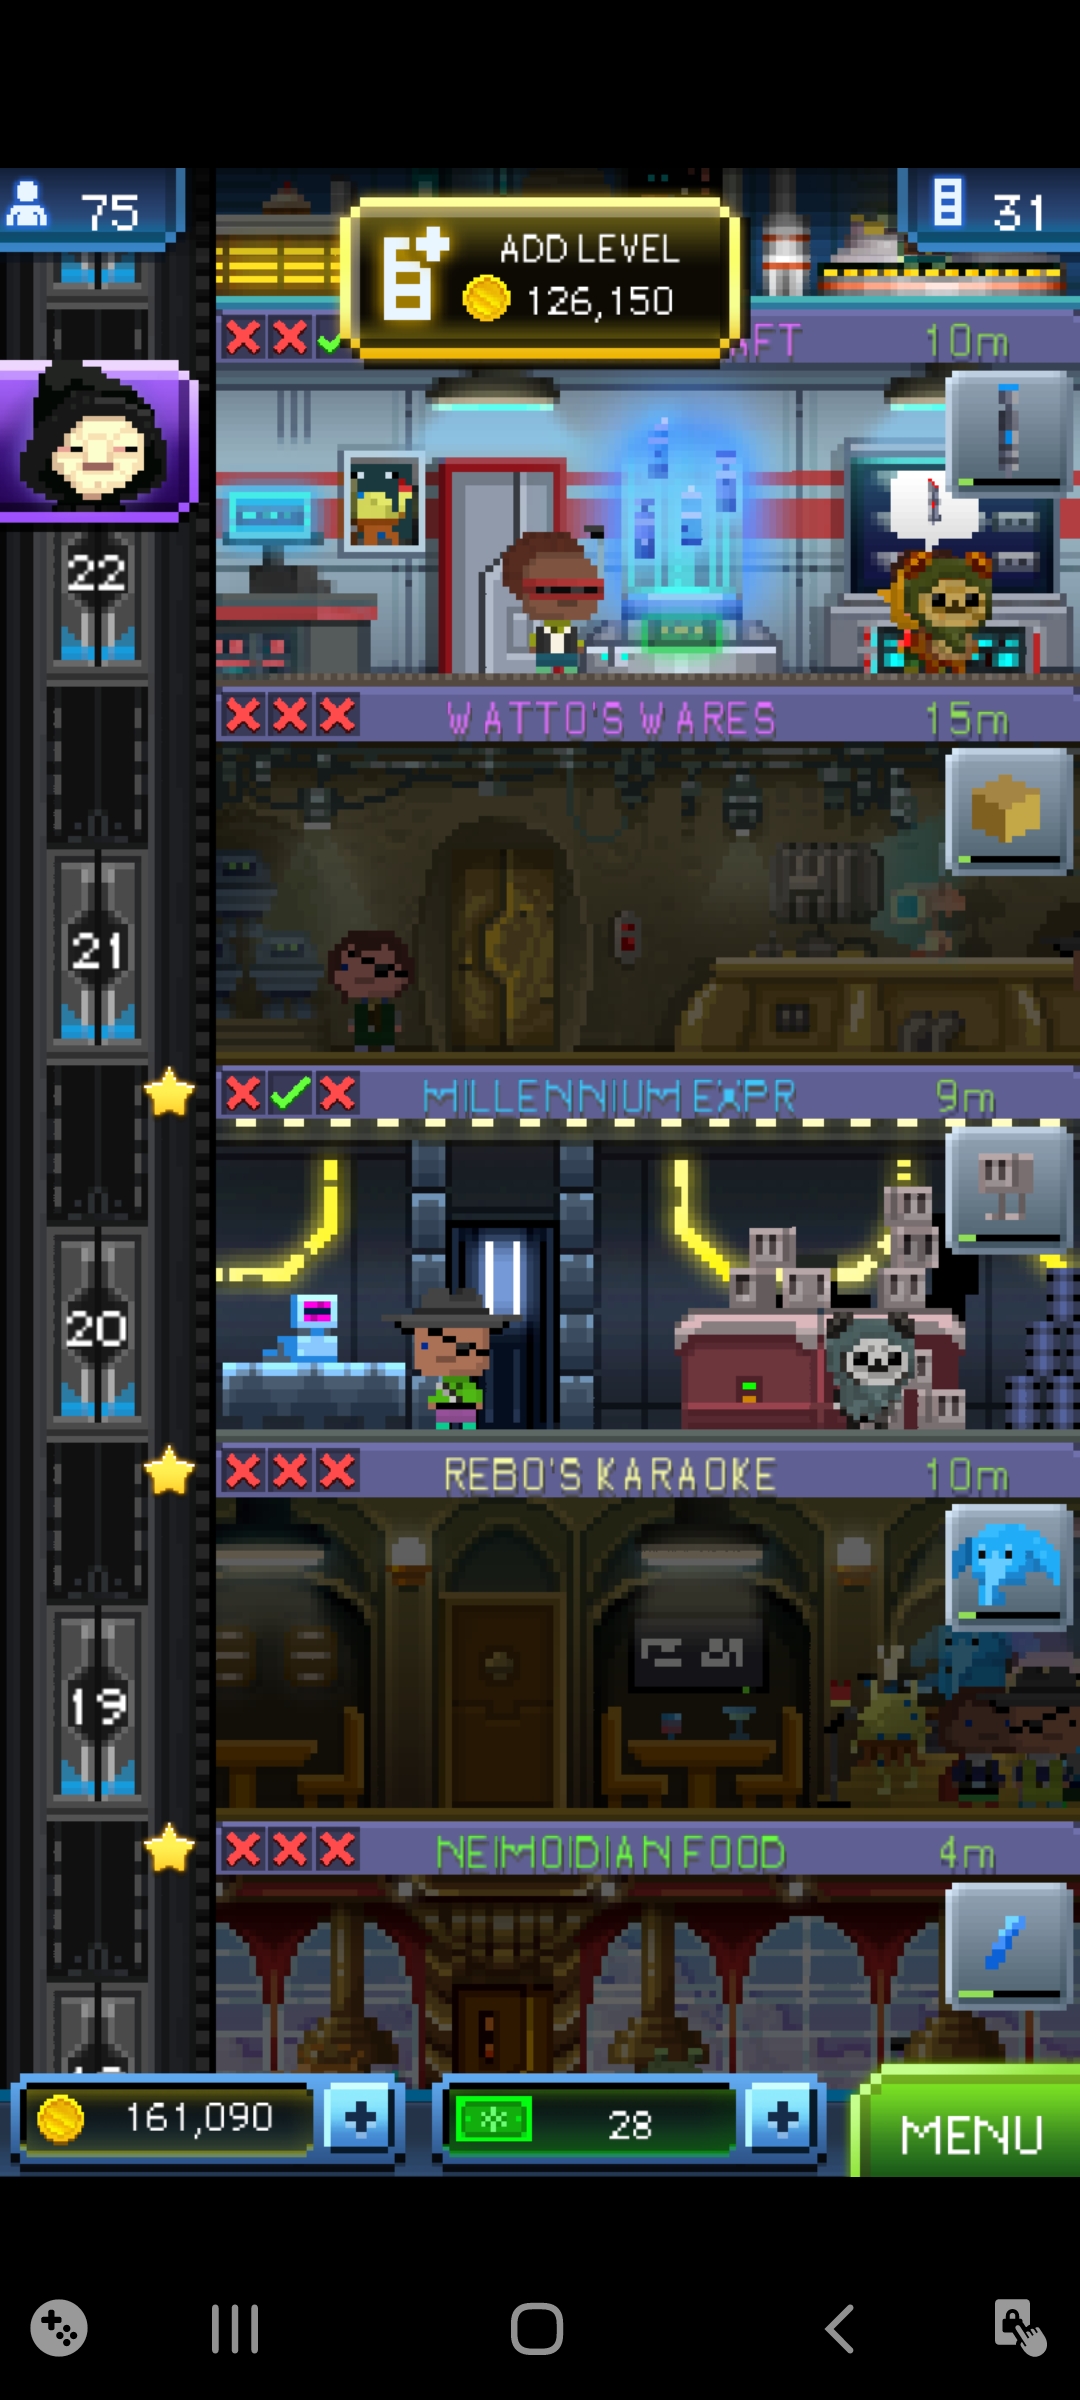 75
31
ADD LEVEL
126,150
AFT 10m
22
WATTO'S WARES 15m
21
MILLENNIUM EXPR 9m
20
REBO'S KARAOKE 10m
19
NEIMOIDIAN FOOD 4m
161,090
28
MENU